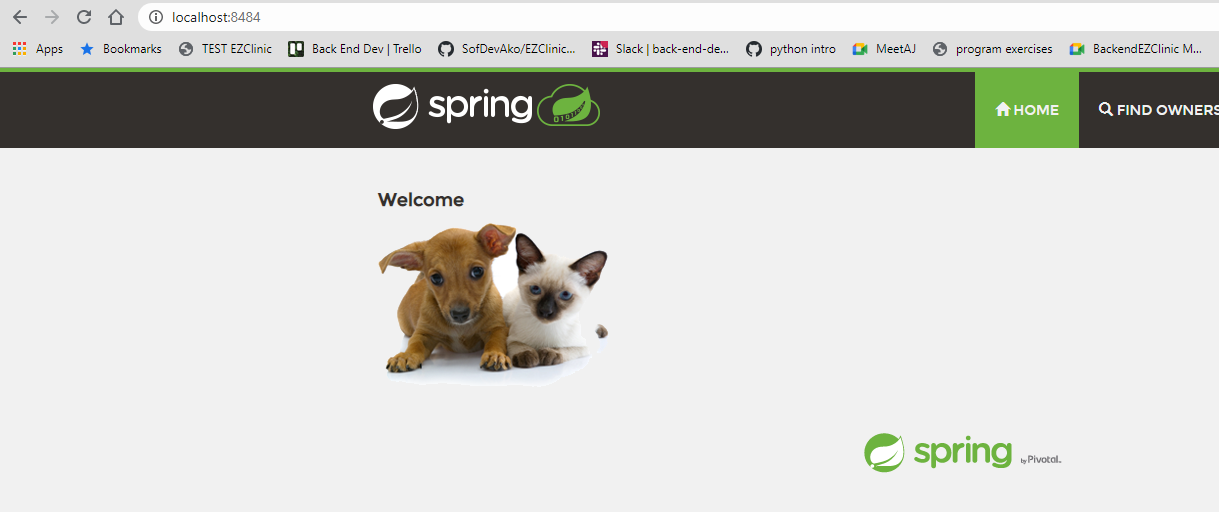 localhost:8484
Apps Bookmarks TEST EZClinic Back End Dev | Trello SofDevAko/EZClinic... Slack | back-end-de... python intro MeetAJ program exercises BackendEZClinic M...
spring HOME FIND OWNERS
Welcome
spring by Pivotal